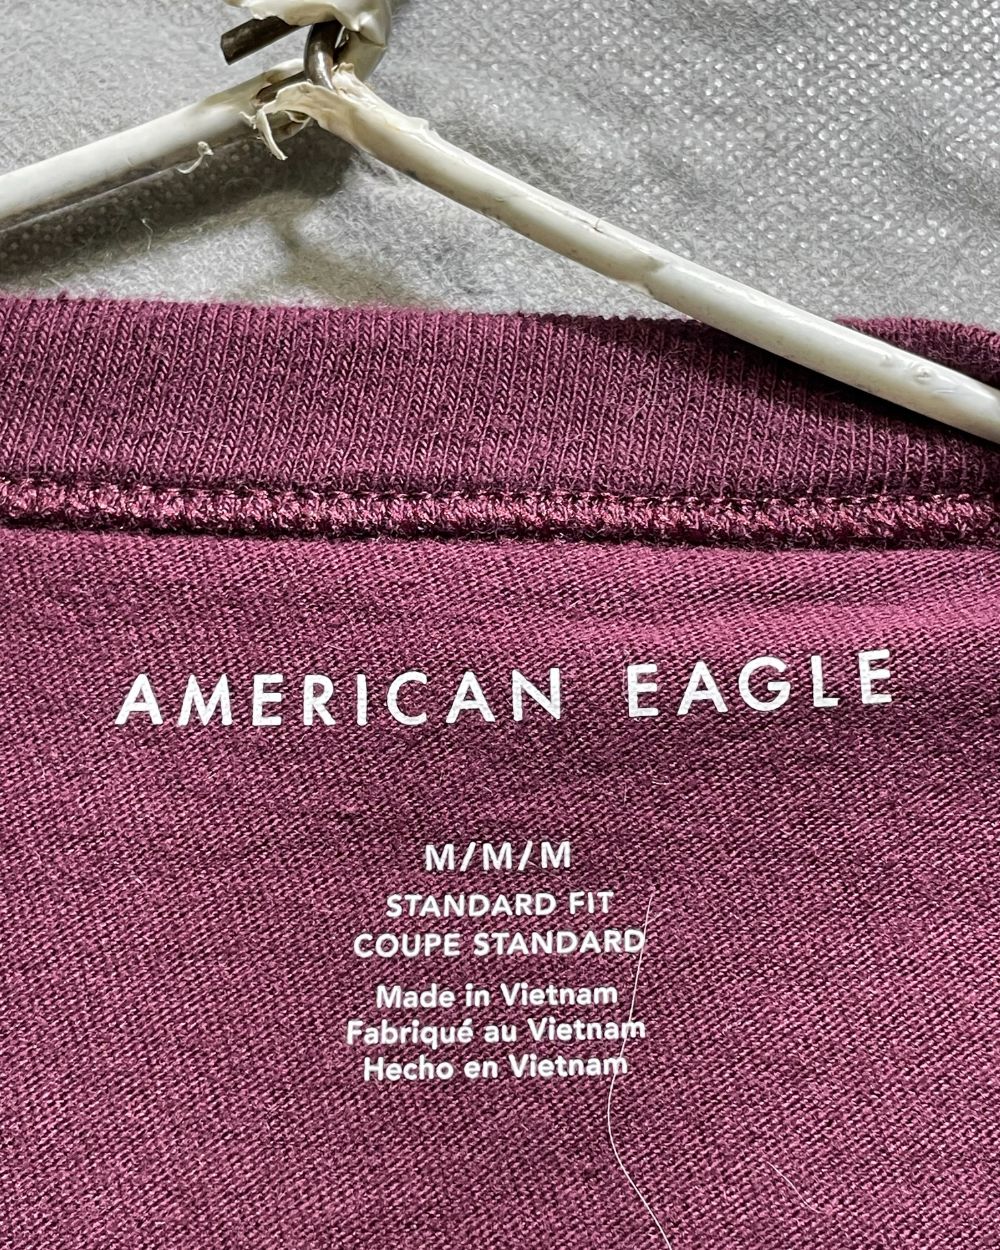 AMERICAN EAGLE
M/M/M
STANDARD FIT
COUPE STANDARD
Made in Vietnam
Fabriqué au Vietnam
Hecho en Vietnam